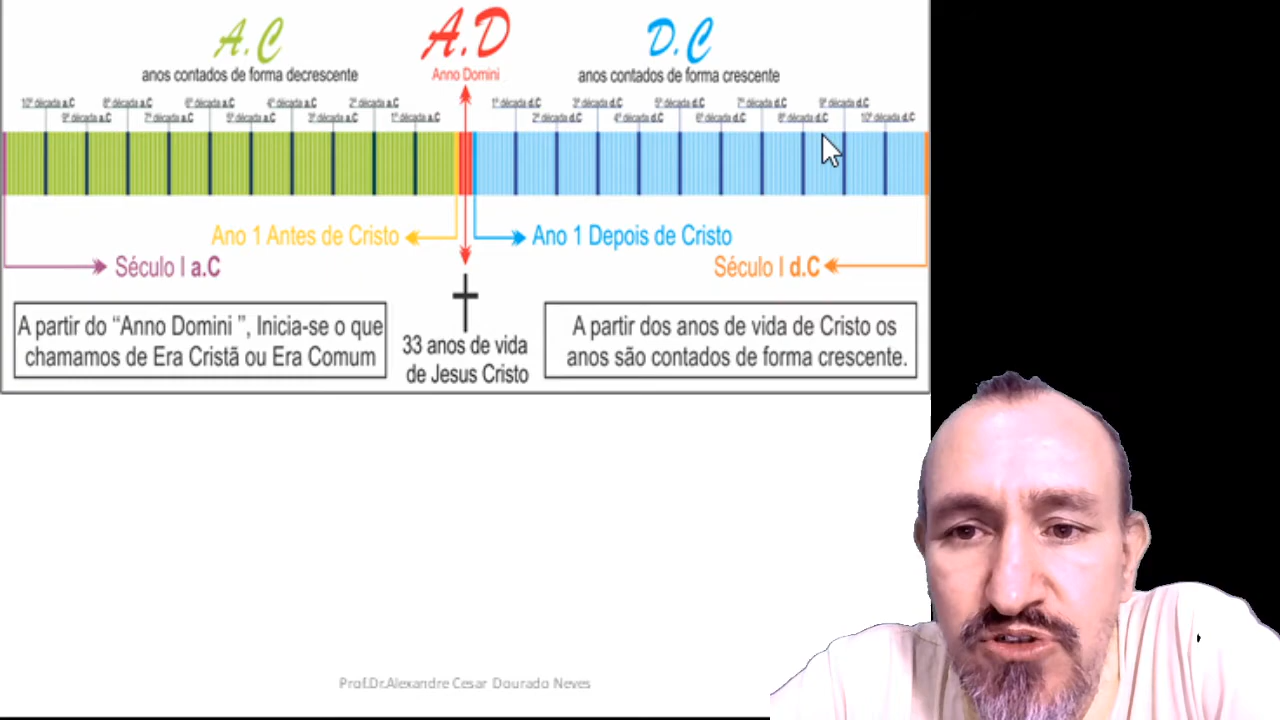 A.C A.D D.C
anos contados de forma decrescente Anno Domini anos contados de forma crescente
10ª década a.C 8ª década a.C 6ª década a.C 4ª década a.C 2ª década a.C 1ª década d.C 3ª década d.C 5ª década d.C 7ª década d.C 9ª década d.C
9ª década a.C 7ª década a.C 5ª década a.C 3ª década a.C 1ª década a.C 2ª década d.C 4ª década d.C 6ª década d.C 8ª década d.C 10ª década d.C
Ano 1 Antes de Cristo Ano 1 Depois de Cristo
Século I a.C Século I d.C
A partir do “Anno Domini ”, Inicia-se o que
chamamos de Era Cristã ou Era Comum
33 anos de vida
de Jesus Cristo
A partir dos anos de vida de Cristo os
anos são contados de forma crescente.
Prof.Dr.Alexandre Cesar Dourado Neves